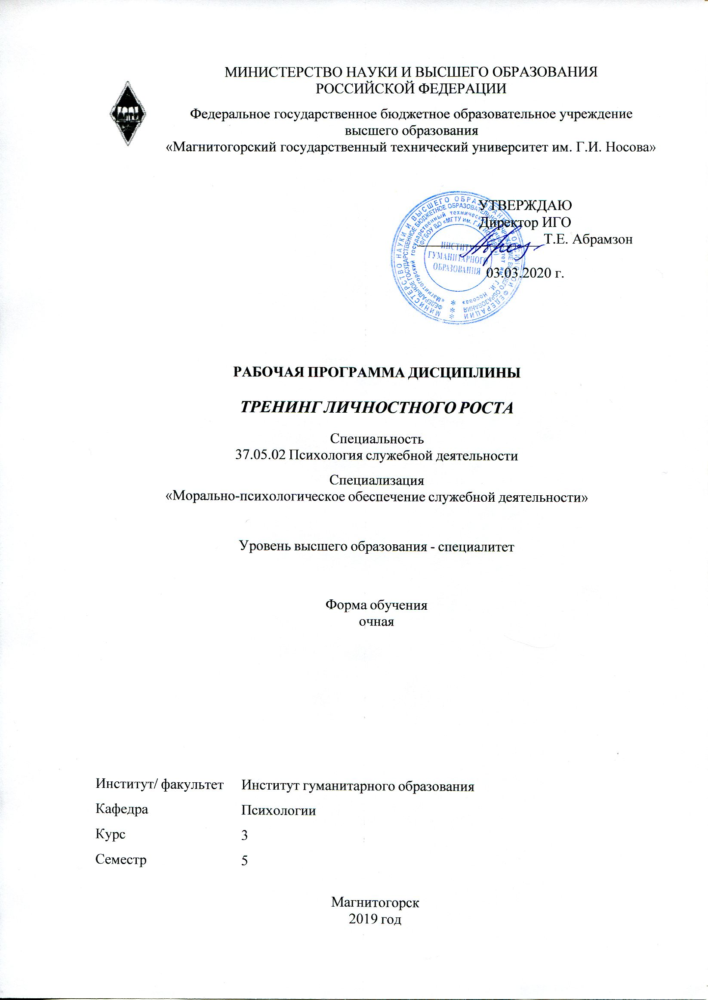 МИНИСТЕРСТВО НАУКИ И ВЫСШЕГО ОБРАЗОВАНИЯ
РОССИЙСКОЙ ФЕДЕРАЦИИ
Федеральное государственное бюджетное образовательное учреждение
высшего образования
«Магнитогорский государственный технический университет им. Г.И. Носова»
УТВЕРЖДАЮ
Директор ИГО
Т.Е. Абрамзон
03.03.2020 г.
МИНИСТЕРСТВО НАУКИ И ВЫСШЕГО ОБРАЗОВАНИЯ РОССИЙСКОЙ ФЕДЕРАЦИИ
ФЕДЕРАЛЬНОЕ ГОСУДАРСТВЕННОЕ БЮДЖЕТНОЕ ОБРАЗОВАТЕЛЬНОЕ УЧРЕЖДЕНИЕ ВЫСШЕГО ОБРАЗОВАНИЯ
«Магнитогорский государственный технический университет им. Г.И. Носова»
(ФГБОУ ВО «МГТУ им. Г.И. НОСОВА»)
ИНСТИТУТ
ГУМАНИТАРНОГО
ОБРАЗОВАНИЯ
РАБОЧАЯ ПРОГРАММА ДИСЦИПЛИНЫ
ТРЕНИНГ ЛИЧНОСТНОГО РОСТА
Специальность
37.05.02 Психология служебной деятельности
Специализация
«Морально-психологическое обеспечение служебной деятельности»
Уровень высшего образования - специалитет
Форма обучения
очная
Институт/ факультет Институт гуманитарного образования
Кафедра Психологии
Курс 3
Семестр 5
Магнитогорск
2019 год